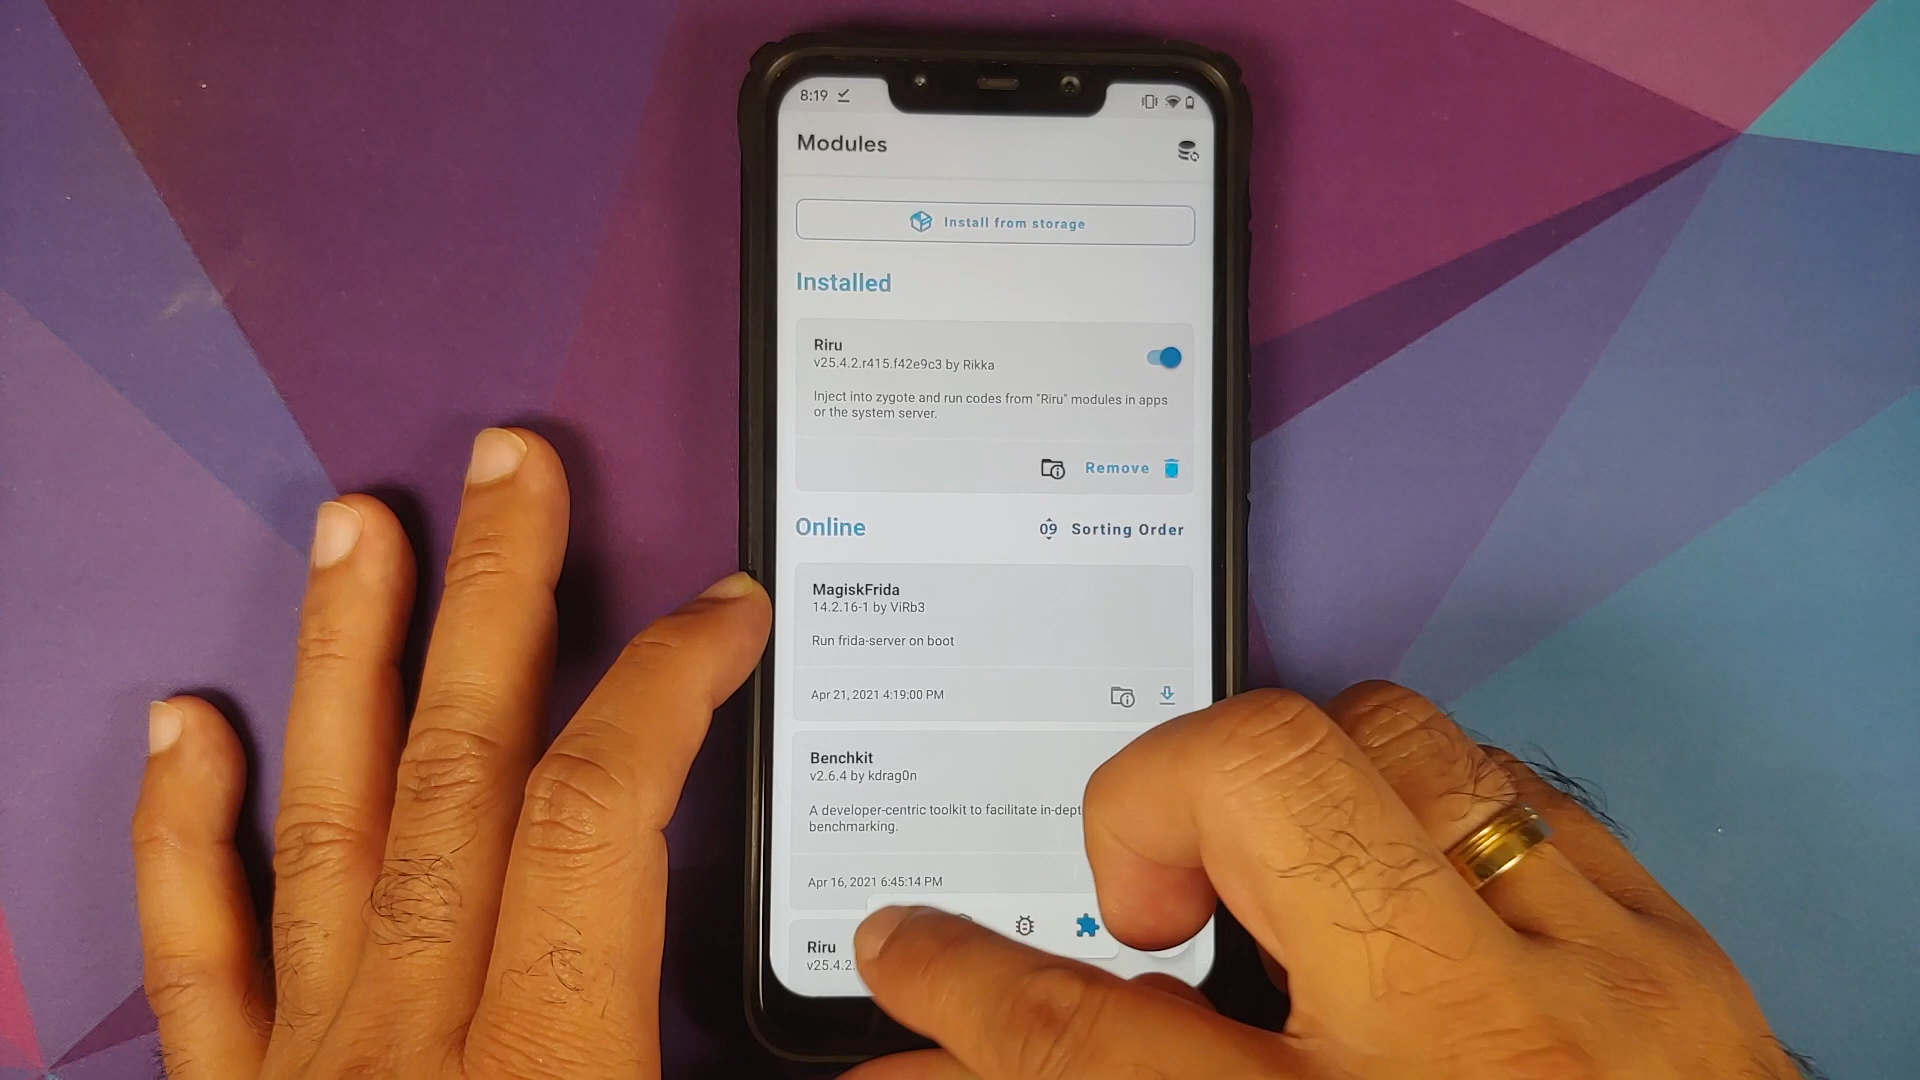 8:19
Modules
Install from storage
Installed
Riru
v25.4.2.r415.f42e9c3 by Rikka
Inject into zygote and run codes from "Riru" modules in apps
or the system server.
Remove
Online
09 Sorting Order
MagiskFrida
14.2.16-1 by ViRb3
Run frida-server on boot
Apr 21, 2021 4:19:00 PM
Benchkit
v2.6.4 by kdrag0n
A developer-centric toolkit to facilitate in-dept
benchmarking.
Apr 16, 2021 6:45:14 PM
Riru
v25.4.2.